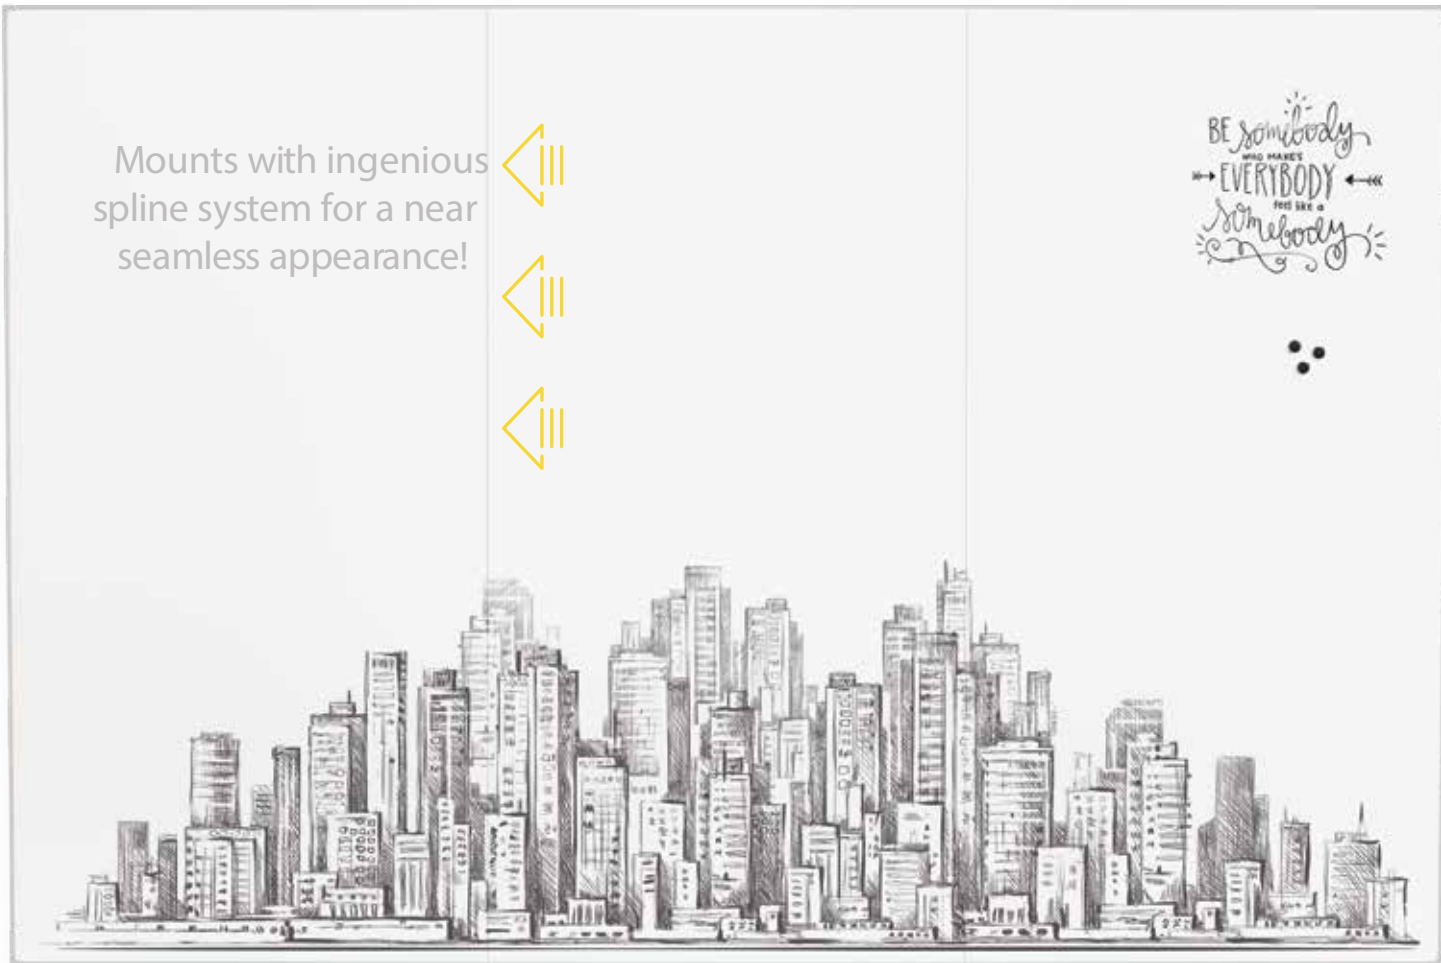 Mounts with ingenious
spline system for a near
seamless appearance!
BE somebody
WHO MAKES
EVERYBODY
feel like a
somebody